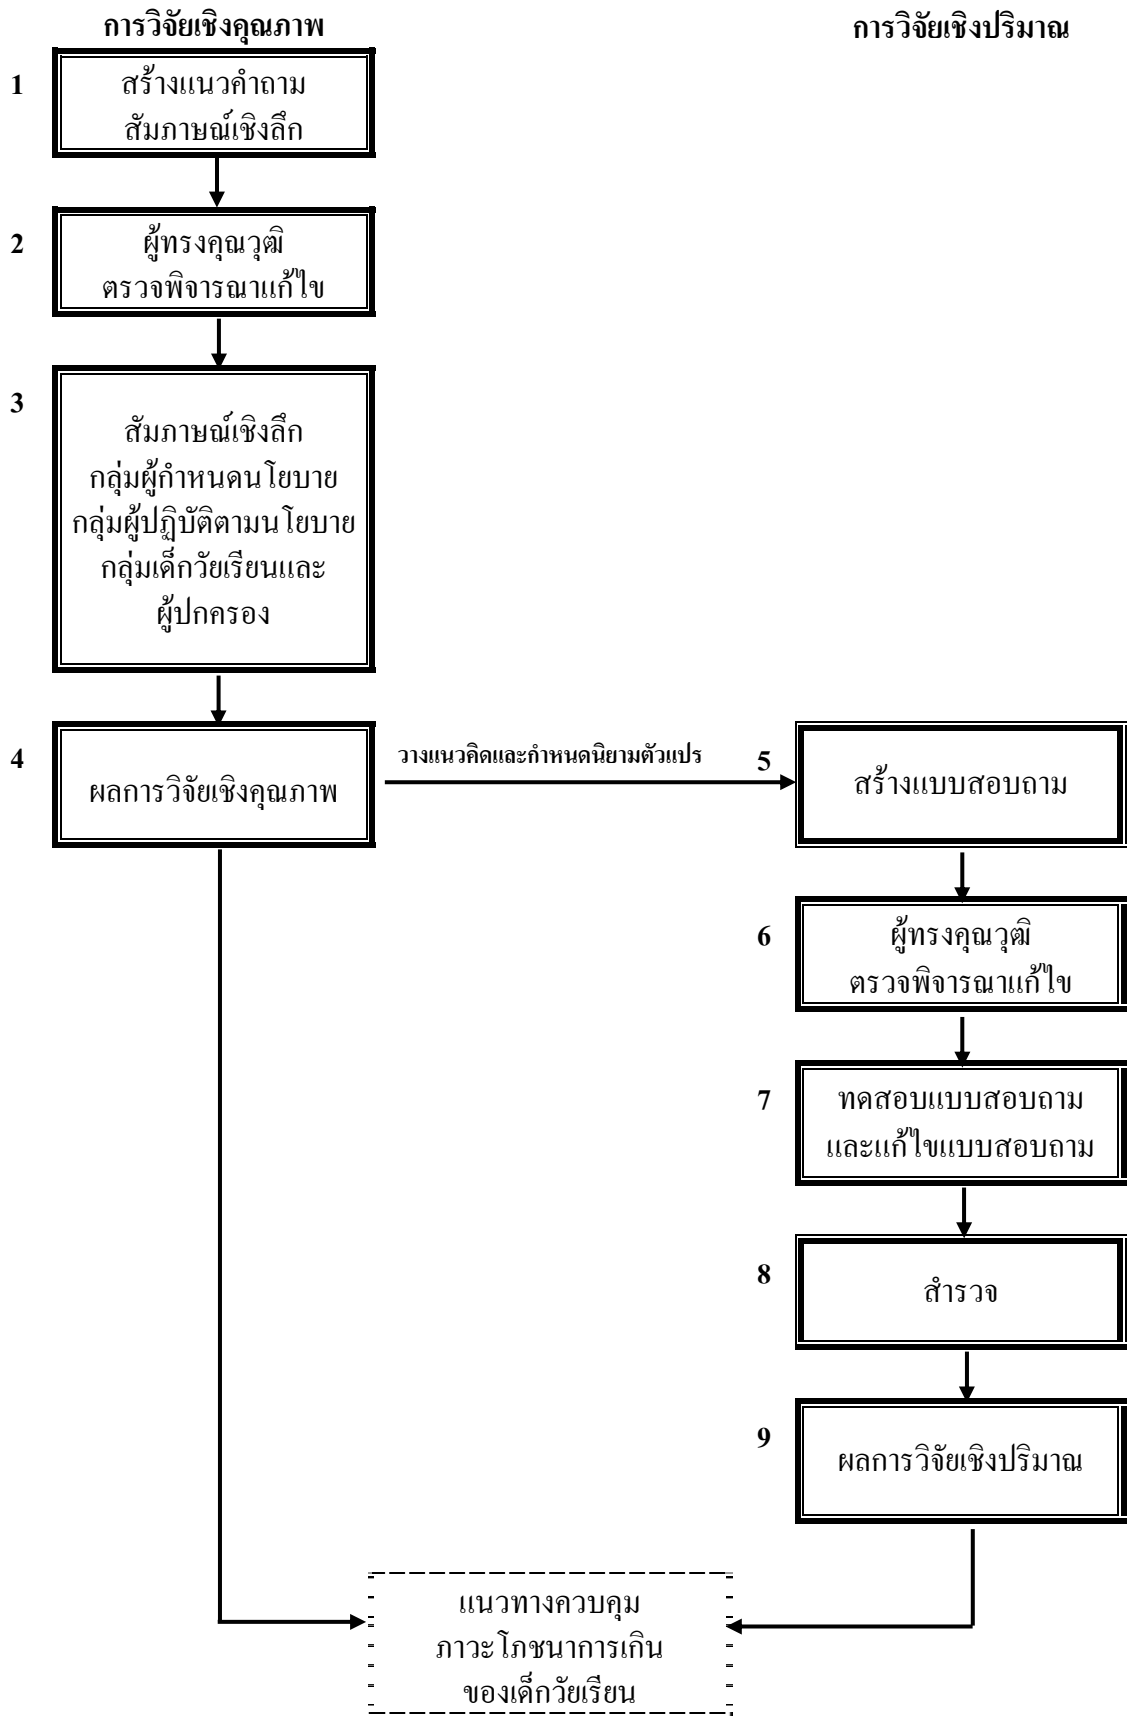 การวิจัยเชิงคุณภาพ
การวิจัยเชิงปริมาณ
1
สร้างแนวคำถาม
สัมภาษณ์เชิงลึก
2
ผู้ทรงคุณวุฒิ
ตรวจพิจารณาแก้ไข
3
สัมภาษณ์เชิงลึก
กลุ่มผู้กำหนดนโยบาย
กลุ่มผู้ปฏิบัติตามนโยบาย
กลุ่มเด็กวัยเรียนและ
ผู้ปกครอง
4
ผลการวิจัยเชิงคุณภาพ
วางแนวคิดและกำหนดนิยามตัวแปร
5
สร้างแบบสอบถาม
6
ผู้ทรงคุณวุฒิ
ตรวจพิจารณาแก้ไข
7
ทดสอบแบบสอบถาม
และแก้ไขแบบสอบถาม
8
สำรวจ
9
ผลการวิจัยเชิงปริมาณ
แนวทางควบคุม
ภาวะโภชนาการเกิน
ของเด็กวัยเรียน